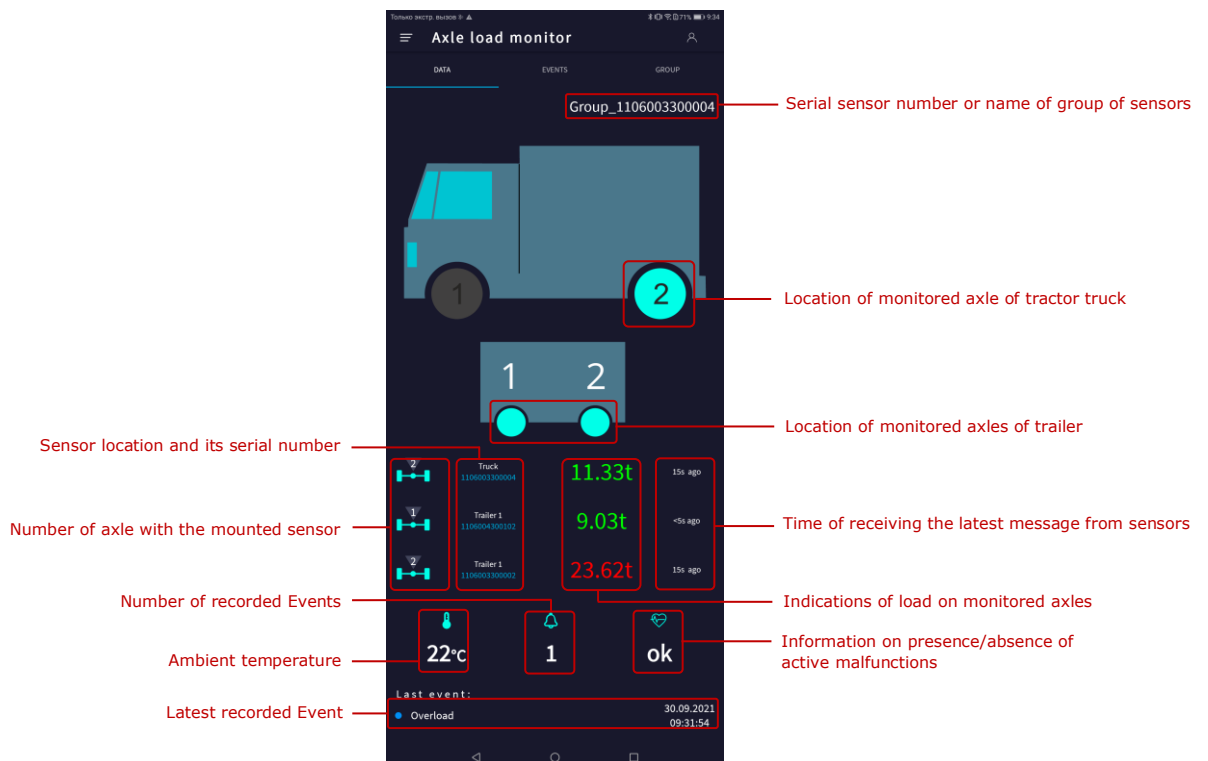 Только экстр. вызов
71% 9:34
Axle load monitor
DATA EVENTS GROUP
Group_1106003300004
Serial sensor number or name of group of sensors
1
2
Location of monitored axle of tractor truck
1 2
Location of monitored axles of trailer
Sensor location and its serial number
2
Truck
1106003300004
11.33t
15s ago
1
Trailer 1
1106004300102
9.03t
<5s ago
Number of axle with the mounted sensor
Time of receiving the latest message from sensors
2
Trailer 1
1106003300002
23.62t
15s ago
Number of recorded Events
Indications of load on monitored axles
22°C
1
ok
Ambient temperature
Information on presence/absence of
active malfunctions
Last event:
Latest recorded Event
Overload
30.09.2021
09:31:54